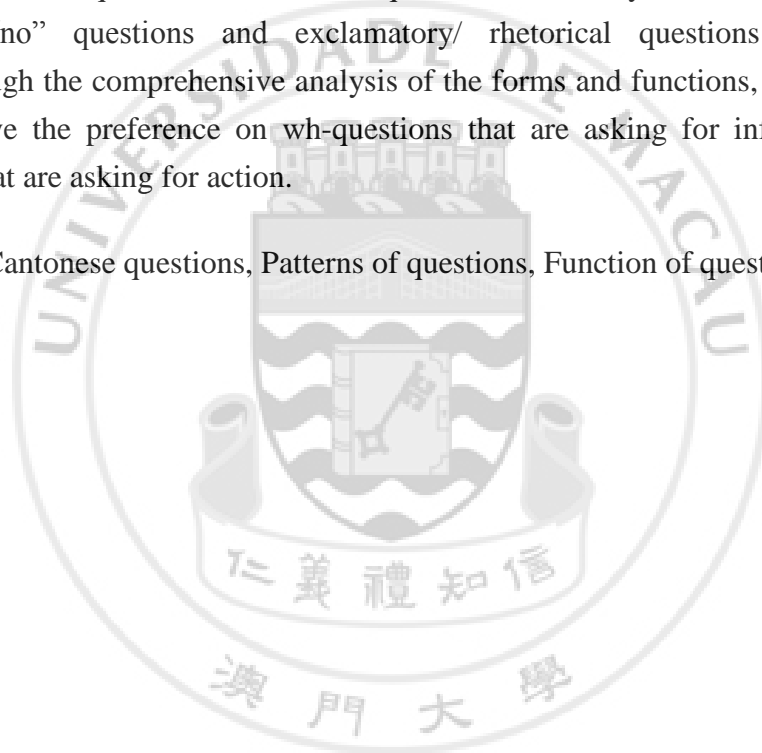 no” questions and exclamatory/ rhetorical questions
gh the comprehensive analysis of the forms and functions,
ve the preference on wh-questions that are asking for inf
at are asking for action.
Cantonese questions, Patterns of questions, Function of quest
UNIVERSIDADE DE MACAU
仁義禮知信
澳門大學